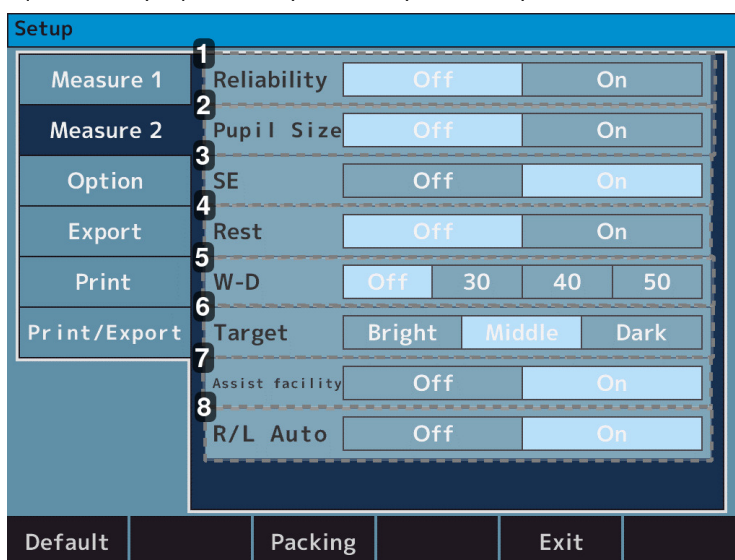 Setup
Measure 1
Measure 2
Option
Export
Print
Print/Export
1
Reliability Off On
2
Pupil Size Off On
3
SE Off On
4
Rest Off On
5
W-D Off 30 40 50
6
Target Bright Middle Dark
7
Assist facility Off On
8
R/L Auto Off On
Default Packing Exit